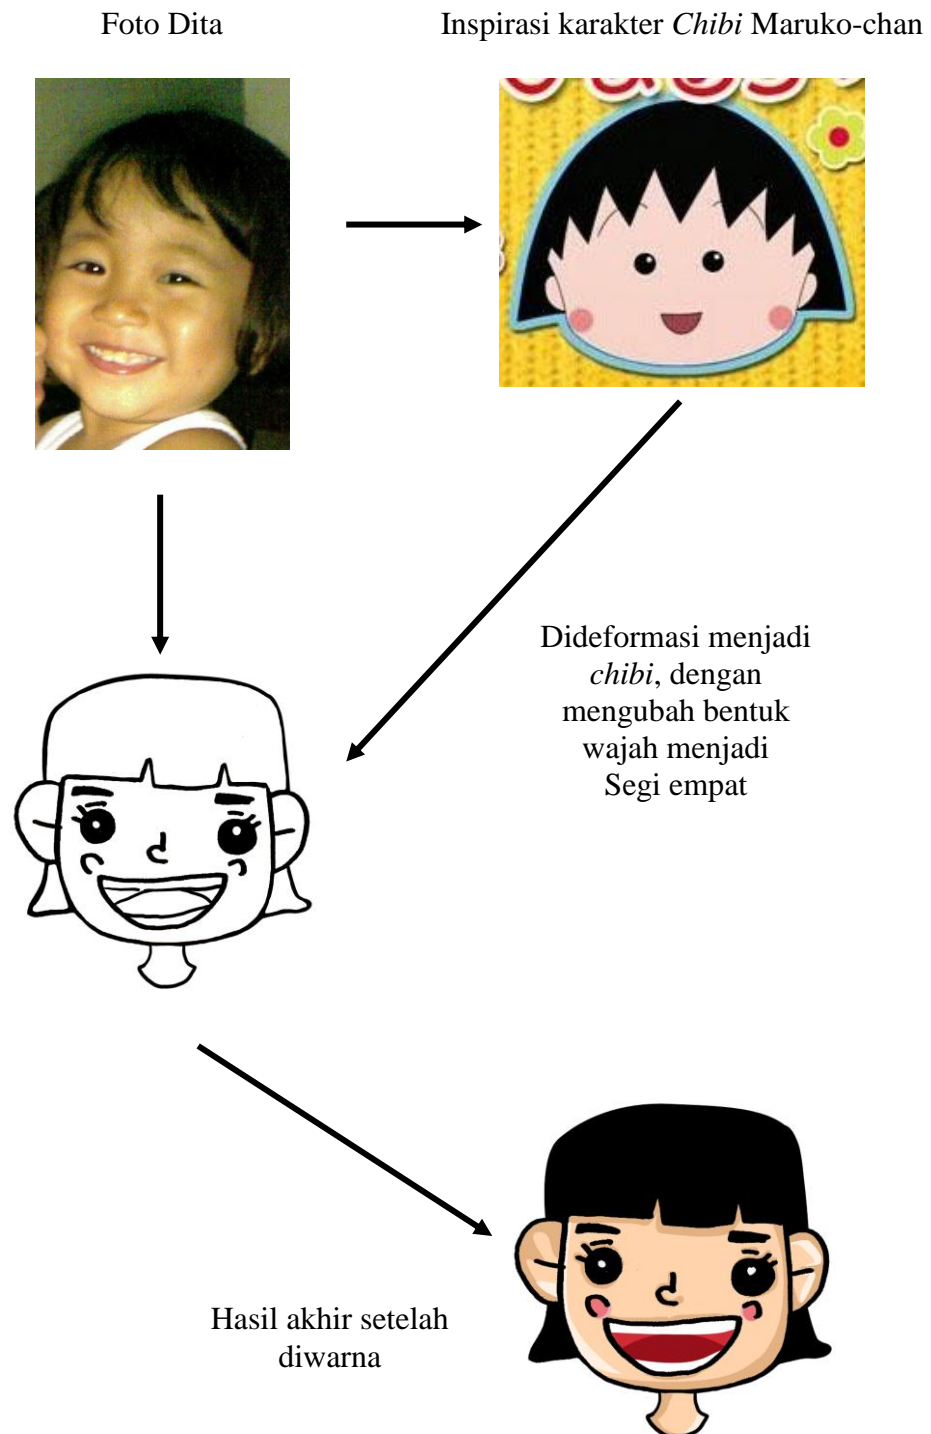 Foto Dita
Inspirasi karakter Chibi Maruko-chan
Dideformasi menjadi
chibi, dengan
mengubah bentuk
wajah menjadi
Segi empat
Hasil akhir setelah
diwarna